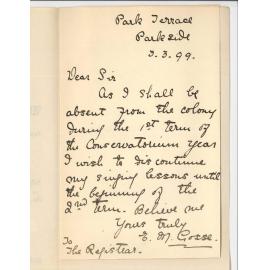 Park Terrace
Parkside
3.3.99.
Dear Sir
As I shall be
absent from the colony
during the 1st term of
the Conservatorium Year
I wish to discontinue
my singing lessons until
the beginning of the
2nd term. Believe me
Yours truly
E. M. Gosse.
To
The Registrar.